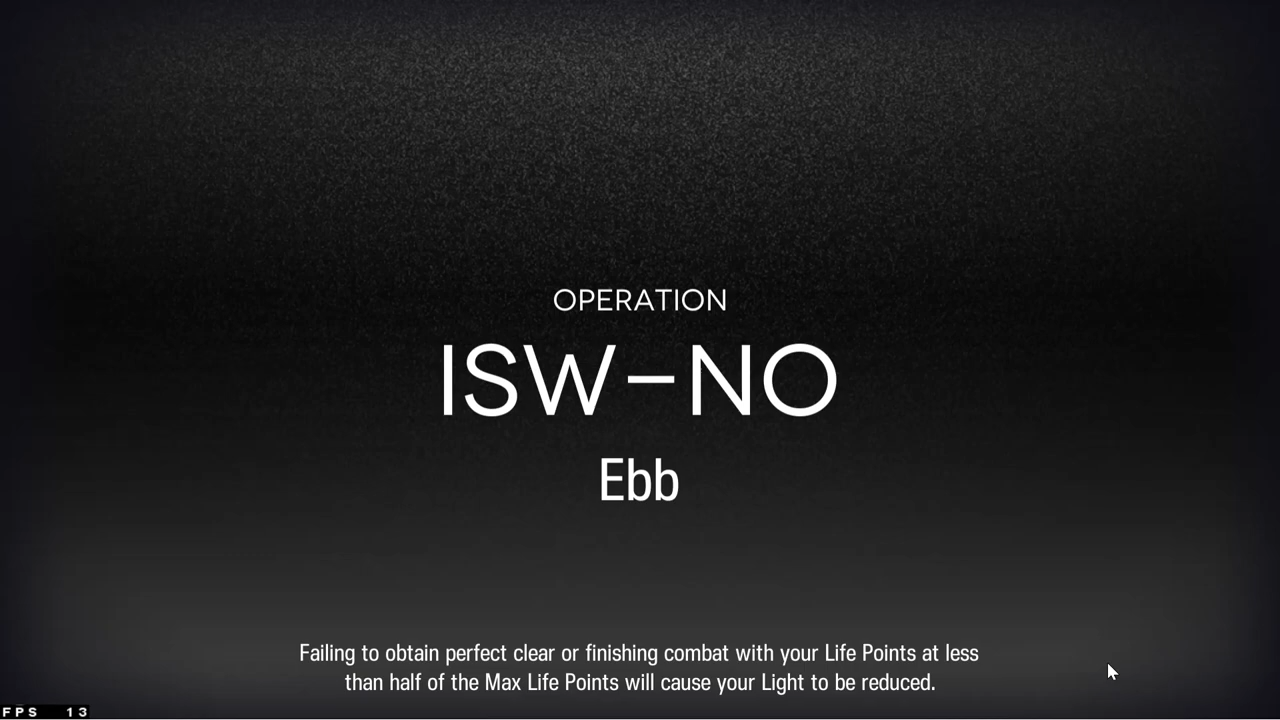 OPERATION
ISW-NO
Ebb
Failing to obtain perfect clear or finishing combat with your Life Points at less
than half of the Max Life Points will cause your Light to be reduced.
FPS 13